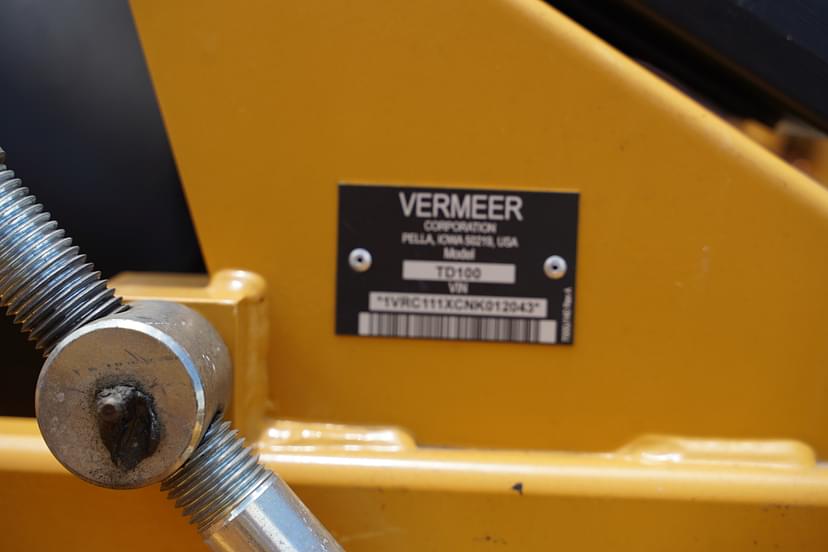 VERMEER
CORPORATION
PELLA, IOWA 50219, USA
Model
TD100
VIN
*1VRC111XCNK012043*